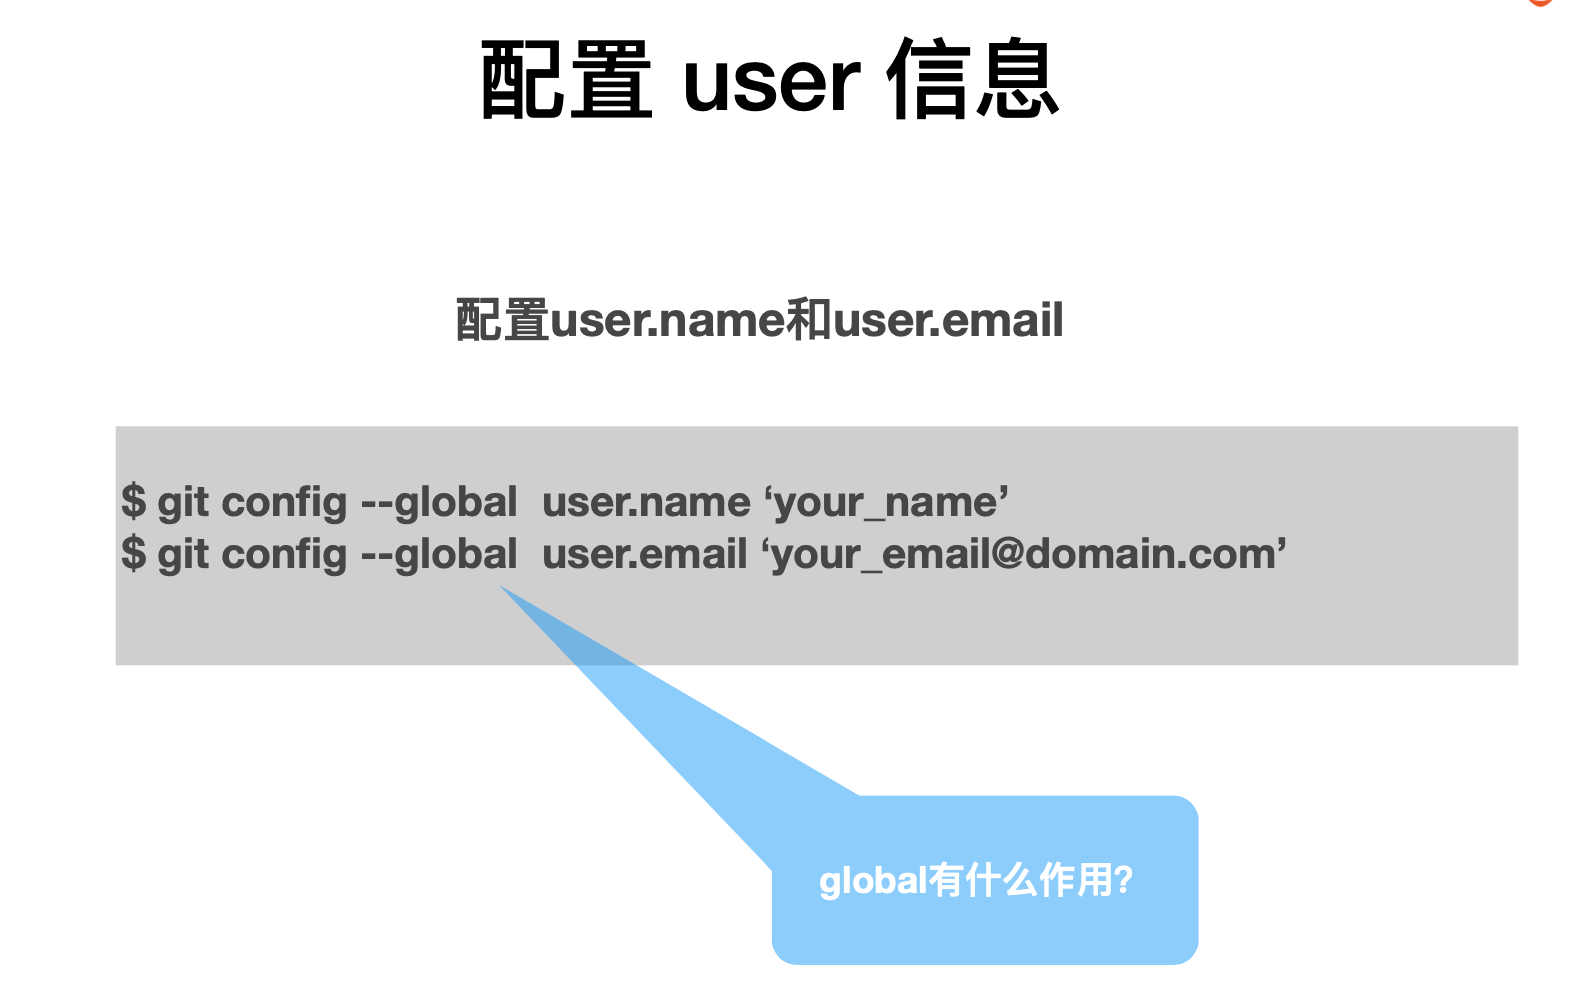 配置 user 信息
配置user.name和user.email
$ git config --global  user.name ‘your_name’
$ git config --global  user.email ‘your_email@domain.com’
global有什么作用?